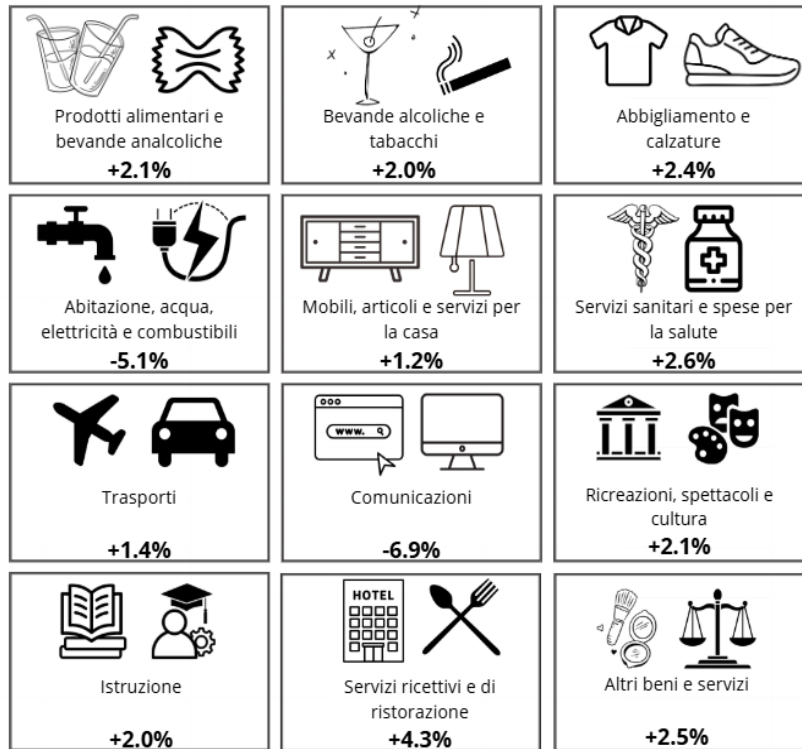 Prodotti alimentari e
bevande analcoliche
+2.1%
Bevande alcoliche e
tabacchi
+2.0%
Abbigliamento e
calzature
+2.4%
Abitazione, acqua,
elettricità e combustibili
-5.1%
Mobili, articoli e servizi per
la casa
+1.2%
Servizi sanitari e spese per
la salute
+2.6%
Trasporti
+1.4%
www.
Comunicazioni
-6.9%
Ricreazioni, spettacoli e
cultura
+2.1%
Istruzione
+2.0%
HOTEL
Servizi ricettivi e di
ristorazione
+4.3%
Altri beni e servizi
+2.5%